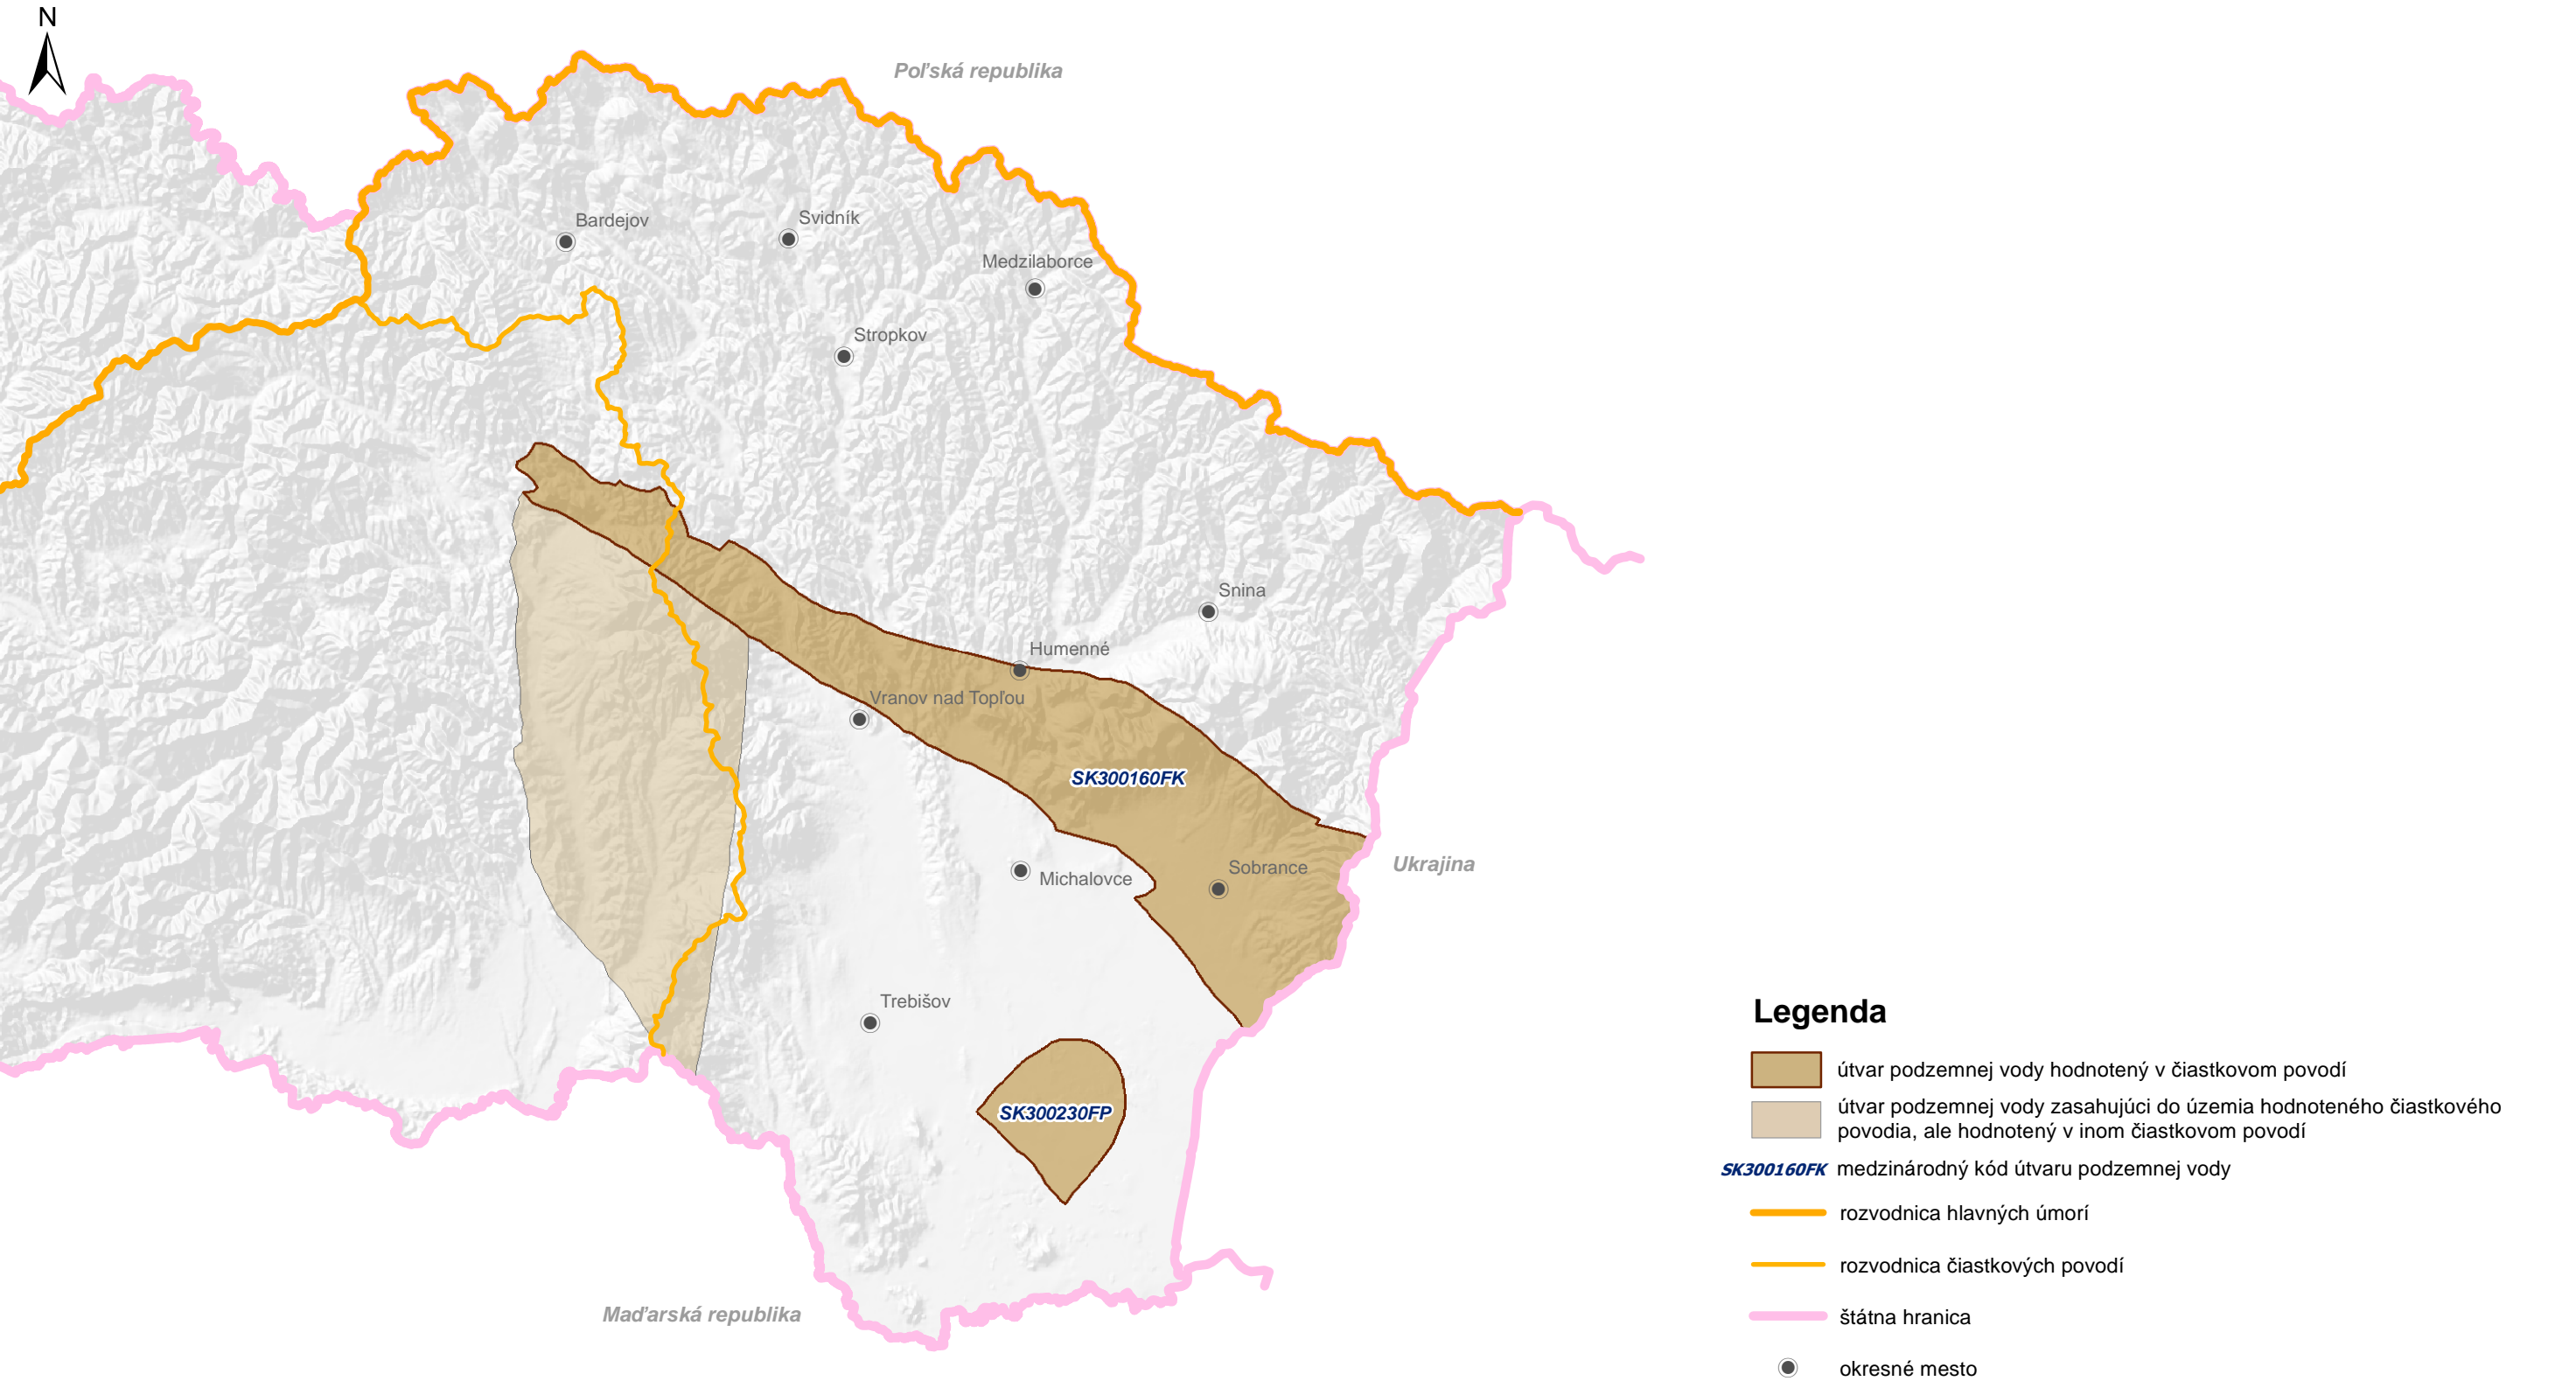 N
Poľská republika
Bardejov
Svidník
Medzilaborce
Stropkov
Snina
Humenné
Vranov nad Topľou
SK300160FK
Sobrance
Michalovce
Ukrajina
Trebišov
SK300230FP
Maďarská republika
Legenda
útvar podzemnej vody hodnotený v čiastkovom povodí
útvar podzemnej vody zasahujúci do územia hodnoteného čiastkového
povodia, ale hodnotený v inom čiastkovom povodí
SK300160FK medzinárodný kód útvaru podzemnej vody
rozvodnica hlavných úmorí
rozvodnica čiastkových povodí
štátna hranica
okresné mesto